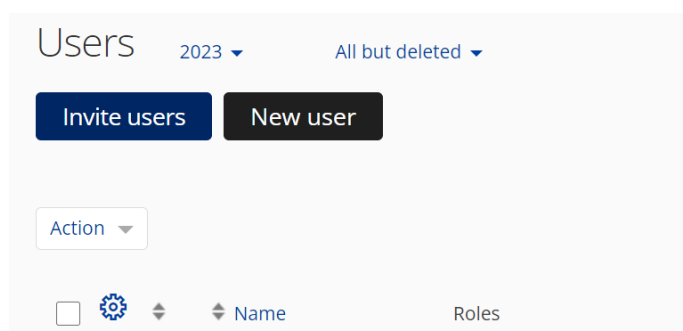 Users 2023 All but deleted
Invite users New user
Action
Name Roles